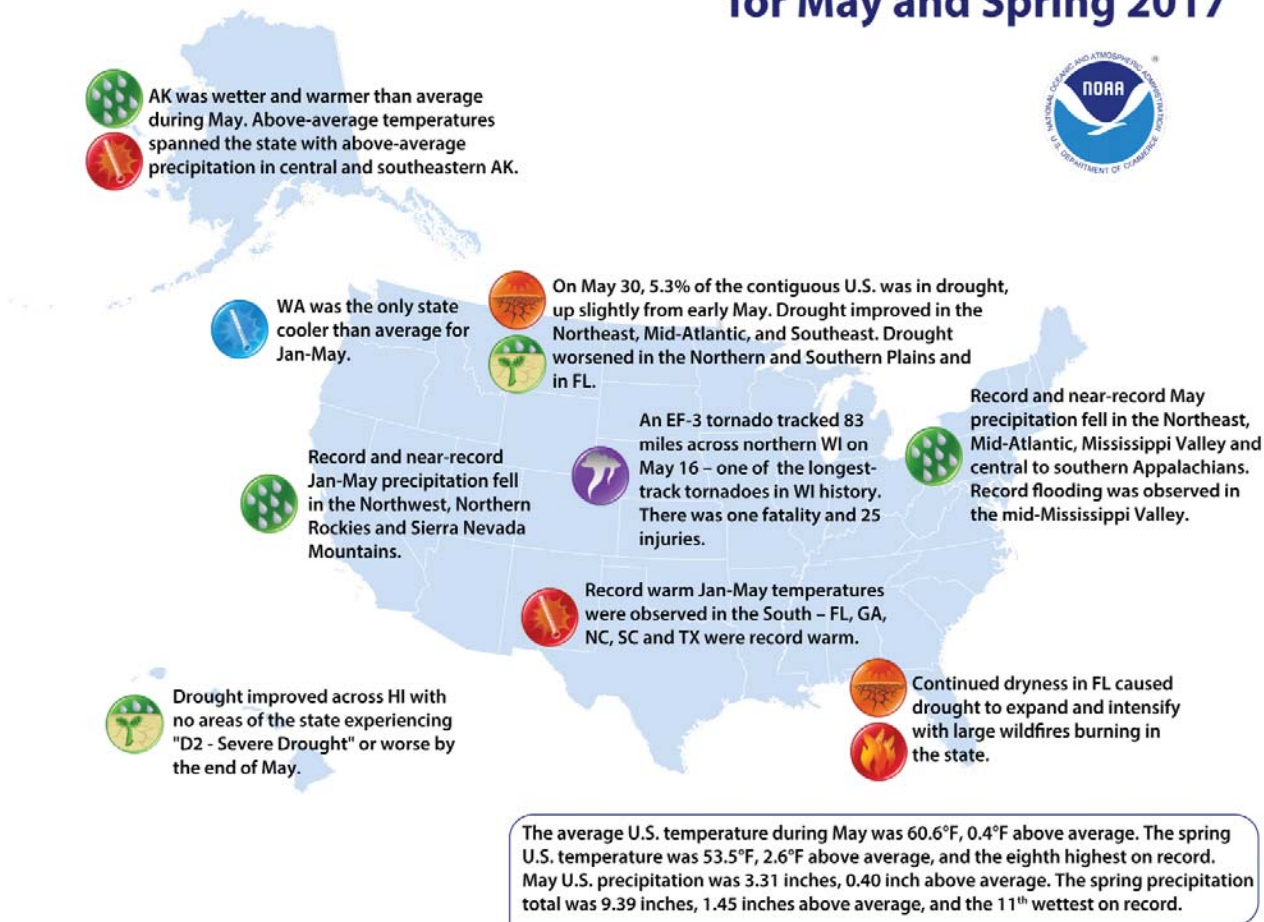 for May and Spring 2017
NATIONAL OCEANIC AND ATMOSPHERIC ADMINISTRATION
®
NOAA
U.S. DEPARTMENT OF COMMERCE
AK was wetter and warmer than average
during May. Above-average temperatures
spanned the state with above-average
precipitation in central and southeastern AK.
WA was the only state
cooler than average for
Jan-May.
On May 30, 5.3% of the contiguous U.S. was in drought,
up slightly from early May. Drought improved in the
Northeast, Mid-Atlantic, and Southeast. Drought
worsened in the Northern and Southern Plains and
in FL.
Record and near-record May
precipitation fell in the Northeast,
Mid-Atlantic, Mississippi Valley and
central to southern Appalachians.
Record flooding was observed in
the mid-Mississippi Valley.
An EF-3 tornado tracked 83
miles across northern WI on
May 16 – one of the longest-
track tornadoes in WI history.
There was one fatality and 25
injuries.
Record and near-record
Jan-May precipitation fell
in the Northwest, Northern
Rockies and Sierra Nevada
Mountains.
Record warm Jan-May temperatures
were observed in the South – FL, GA,
NC, SC and TX were record warm.
Continued dryness in FL caused
drought to expand and intensify
with large wildfires burning in
the state.
Drought improved across HI with
no areas of the state experiencing
"D2 - Severe Drought" or worse by
the end of May.
The average U.S. temperature during May was 60.6°F, 0.4°F above average. The spring
U.S. temperature was 53.5°F, 2.6°F above average, and the eighth highest on record.
May U.S. precipitation was 3.31 inches, 0.40 inch above average. The spring precipitation
total was 9.39 inches, 1.45 inches above average, and the 11th wettest on record.